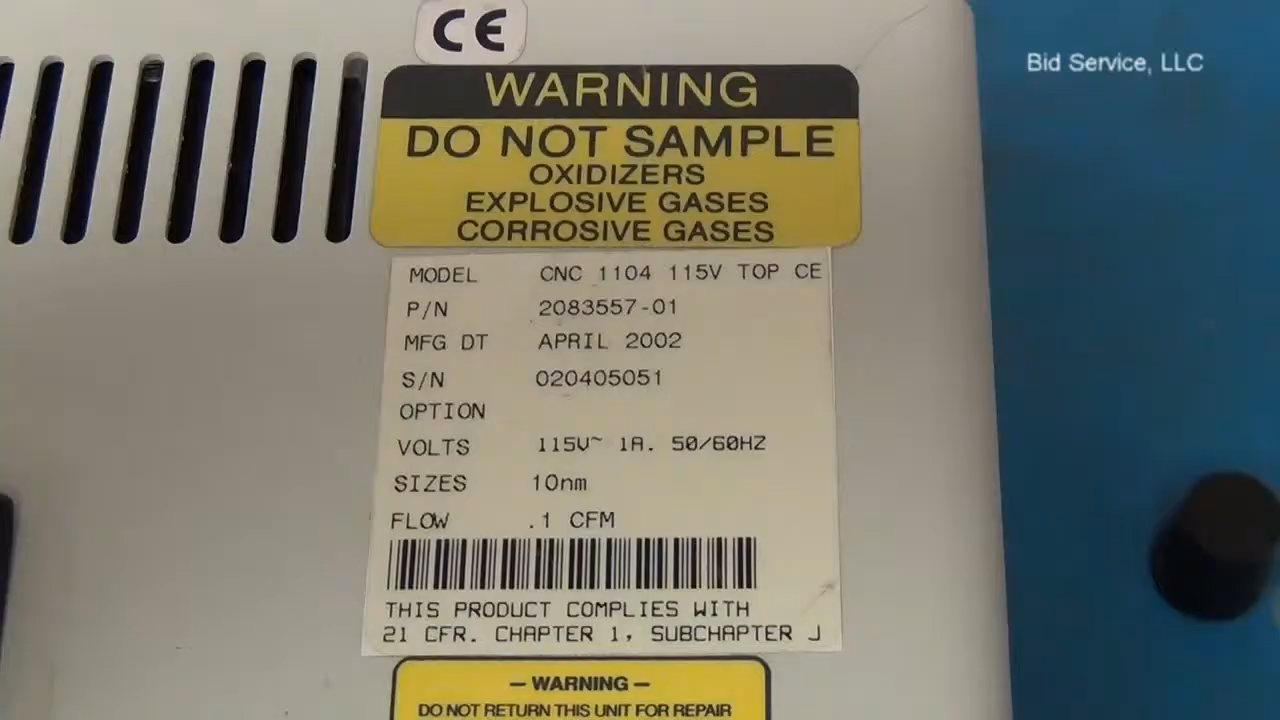 CE
Bid Service, LLC
WARNING
DO NOT SAMPLE
OXIDIZERS
EXPLOSIVE GASES
CORROSIVE GASES
MODEL CNC 1104 115V TOP CE
P/N 2083557-01
MFG DT APRIL 2002
S/N 020405051
OPTION
VOLTS 115V~ 1A. 50/60HZ
SIZES 10nm
FLOW .1 CFM
THIS PRODUCT COMPLIES WITH
21 CFR. CHAPTER 1, SUBCHAPTER J
– WARNING –
DO NOT RETURN THIS UNIT FOR REPAIR